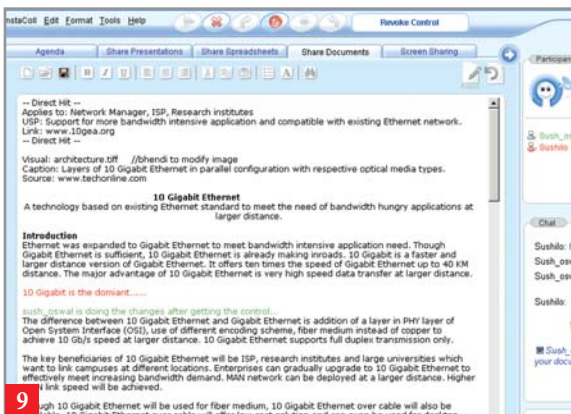 InstaColl Edit Format Tools Help
Revoke Control
Agenda
Share Presentations
Share Spreadsheets
Share Documents
Screen Sharing
Participan
-- Direct Hit --
Applies to: Network Manager, ISP, Research institutes
USP: Support for more bandwidth intensive application and compatible with existing Ethernet network.
Link: www.10gea.org
-- Direct Hit --
Visual: architecture.tiff //bhendi to modify image
Caption: Layers of 10 Gigabit Ethernet in parallel configuration with respective optical media types.
Source: www.techonline.com
10 Gigabit Ethernet
A technology based on existing Ethernet standard to meet the need of bandwidth hungry applications at
larger distance.
Introduction
Ethernet was expanded to Gigabit Ethernet to meet bandwidth intensive application need. Though
Gigabit Ethernet is sufficient, 10 Gigabit Ethernet is already making inroads. 10 Gigabit is a faster and
larger distance version of Gigabit Ethernet. It offers ten times the speed of Gigabit Ethernet up to 40 KM
distance. The major advantage of 10 Gigabit Ethernet is very high speed data transfer at larger distance.
10 Gigabit is the domiant......
sush_oswal is doing the changes after getting the control...
The difference between 10 Gigabit Ethernet and Gigabit Ethernet is addition of a layer in PHY layer of
Open System Interface (OSI), use of different encoding scheme, fiber medium instead of copper to
achieve 10 Gb/s speed at larger distance. 10 Gigabit Ethernet supports full duplex transmission only.
The key beneficiaries of 10 Gigabit Ethernet will be ISP, research institutes and large universities which
want to link campuses at different locations. Enterprises can gradually upgrade to 10 Gigabit Ethernet to
effectively meet increasing bandwidth demand. MAN network can be deployed at a larger distance. Higher
link speed will be achieved.
10 Gigabit Ethernet will be used for fiber medium, 10 Gigabit Ethernet over cable will also be
Sush_os
Sushilo
Chat
Sushilo:
Sush_osv
Sush_osv
Sushilo:
Sush_
your docu
9